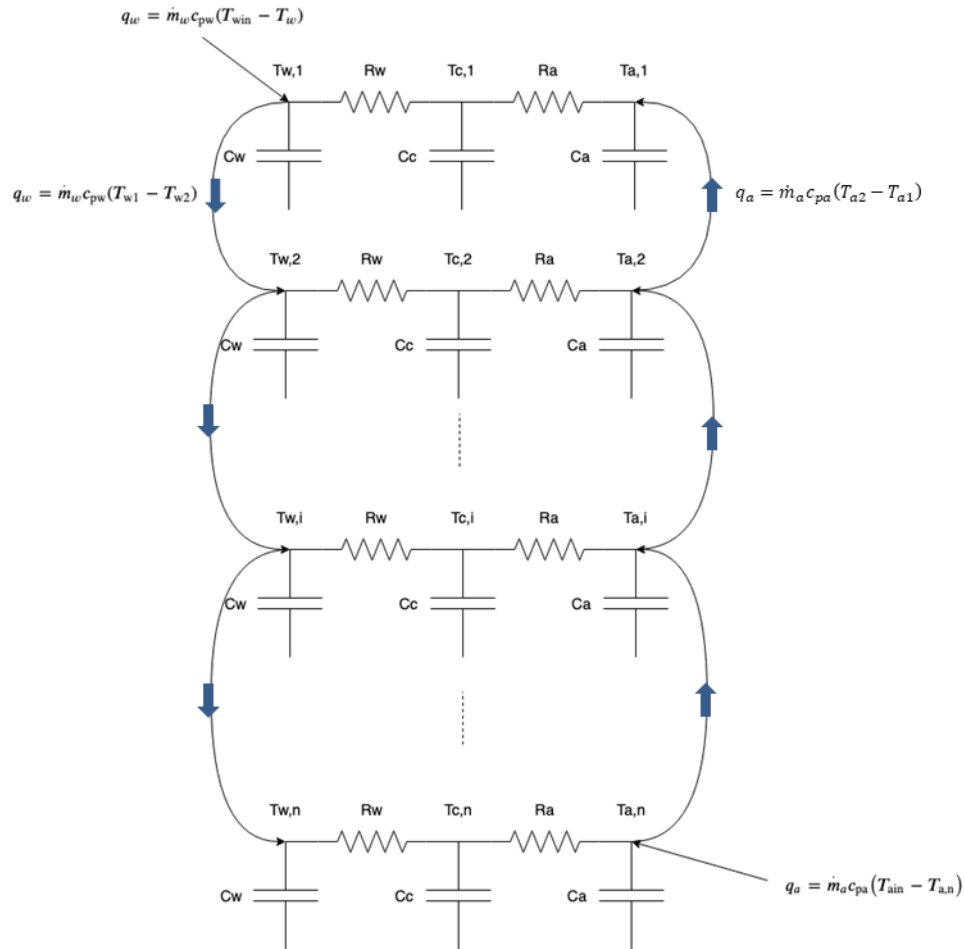 q_w = ṁ_w c_pw(T_win − T_w)
Tw,1 Rw Tc,1 Ra Ta,1
Cw Cc Ca
q_w = ṁ_w c_pw(T_w1 − T_w2)
q_a = ṁ_a c_pa(T_a2 − T_a1)
Tw,2 Rw Tc,2 Ra Ta,2
Cw Cc Ca
Tw,i Rw Tc,i Ra Ta,i
Cw Cc Ca
Tw,n Rw Tc,n Ra Ta,n
Cw Cc Ca
q_a = ṁ_a c_pa(T_ain − T_a,n)